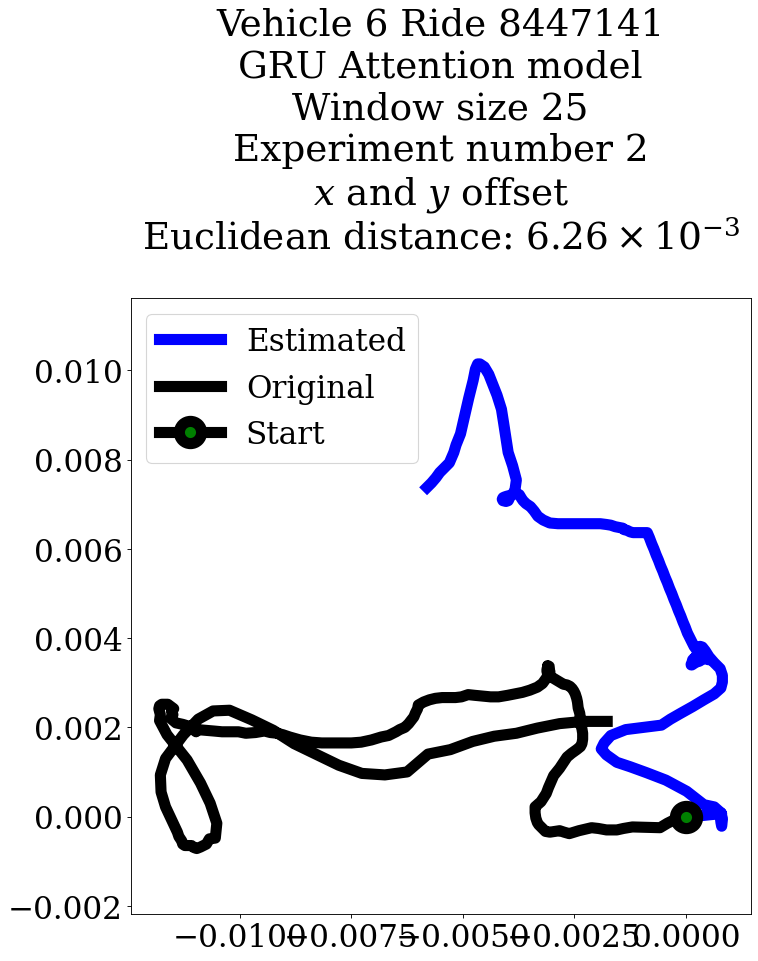 Vehicle 6 Ride 8447141
GRU Attention model
Window size 25
Experiment number 2
x and y offset
Euclidean distance: 6.26 × 10⁻³
Estimated
Original
Start
0.010
0.008
0.006
0.004
0.002
0.000
−0.002
−0.0100
−0.0075
−0.0050
−0.0025
0.0000